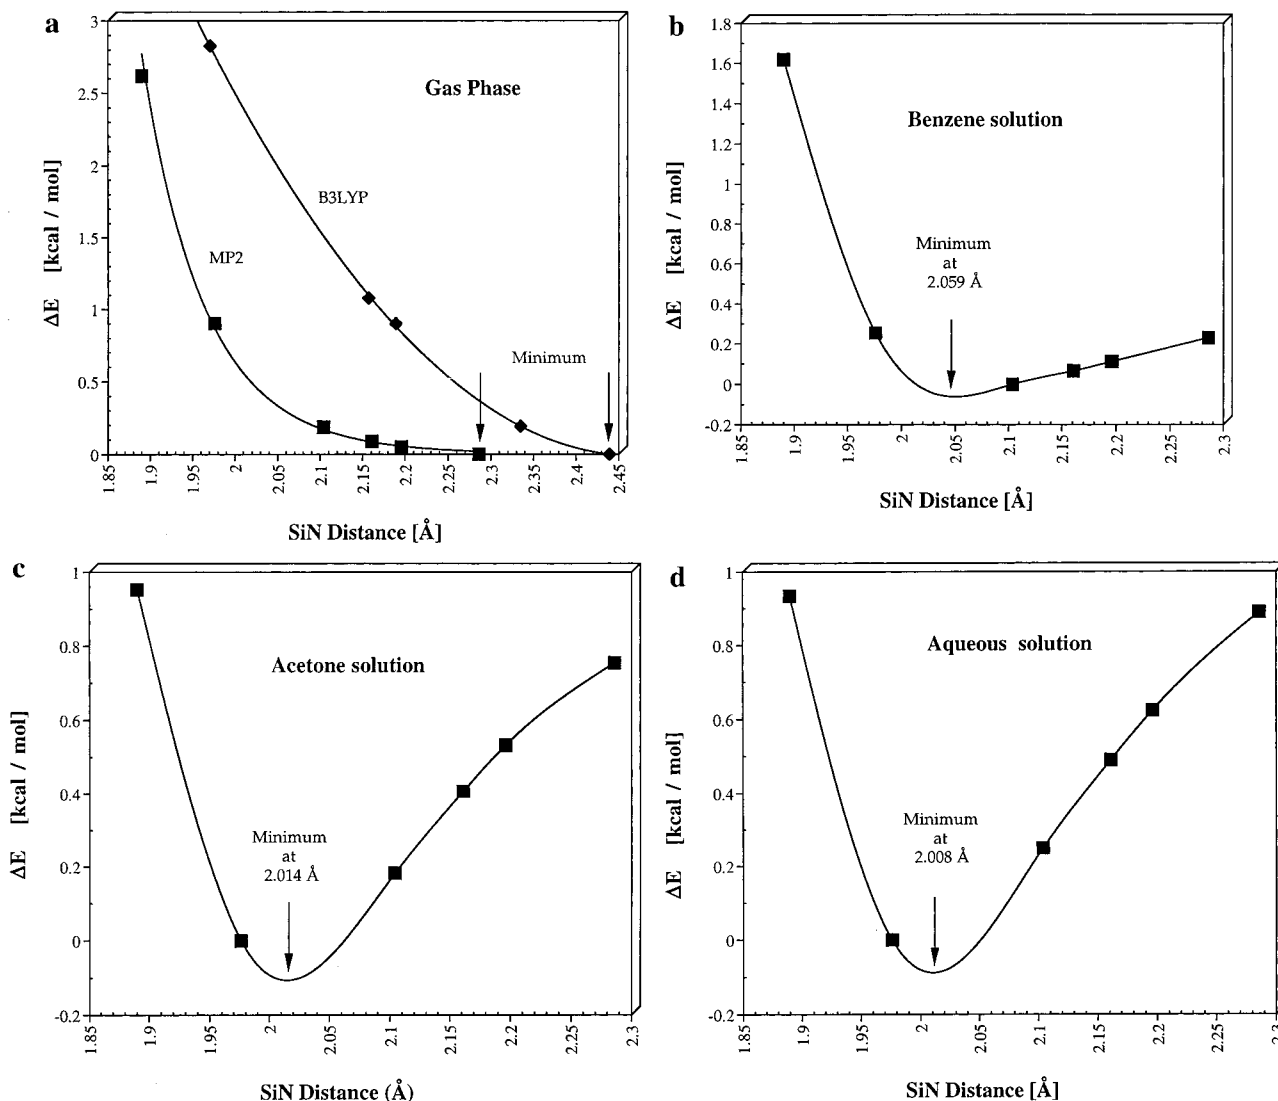 a
3
2.5
2
1.5
1
0.5
0
ΔE [kcal / mol]
Gas Phase
B3LYP
MP2
Minimum
1.85
1.9
1.95
2
2.05
2.1
2.15
2.2
2.25
2.3
2.35
2.4
2.45
SiN Distance [Å]
b
1.8
1.6
1.4
1.2
1
0.8
0.6
0.4
0.2
0
-0.2
ΔE [kcal / mol]
Benzene solution
Minimum
at
2.059 Å
1.85
1.9
1.95
2
2.05
2.1
2.15
2.2
2.25
2.3
SiN Distance [Å]
c
1
0.8
0.6
0.4
0.2
0
-0.2
ΔE [kcal / mol]
Acetone solution
Minimum
at
2.014 Å
1.85
1.9
1.95
2
2.05
2.1
2.15
2.2
2.25
2.3
SiN Distance (Å)
d
1
0.8
0.6
0.4
0.2
0
-0.2
ΔE [kcal / mol]
Aqueous solution
Minimum
at
2.008 Å
1.85
1.9
1.95
2
2.05
2.1
2.15
2.2
2.25
2.3
SiN Distance [Å]